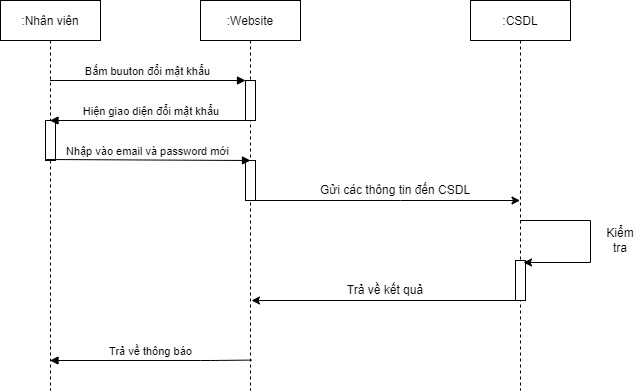 :Nhân viên
:Website
:CSDL
Bấm buuton đổi mật khẩu
Hiện giao diện đổi mật khẩu
Nhập vào email và password mới
Gửi các thông tin đến CSDL
Kiểm
tra
Trả về kết quả
Trả về thông báo